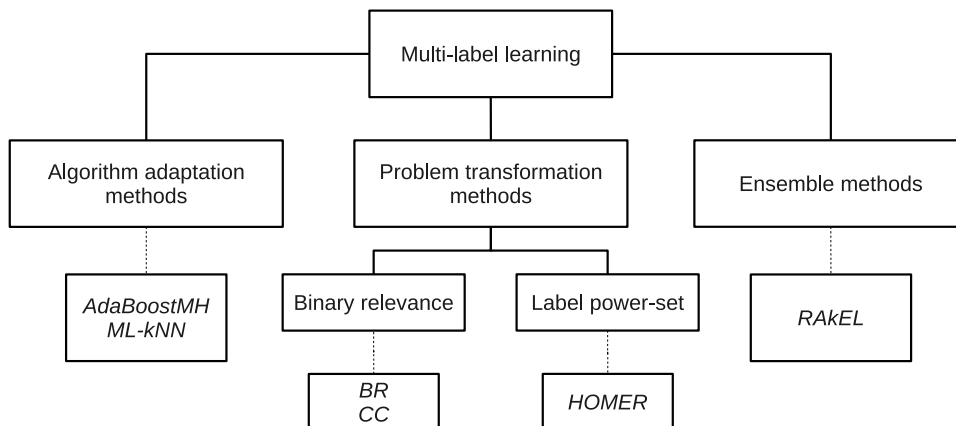 Multi-label learning
Algorithm adaptation
methods
Problem transformation
methods
Ensemble methods
AdaBoostMH
ML-kNN
Binary relevance
Label power-set
RAkEL
BR
CC
HOMER